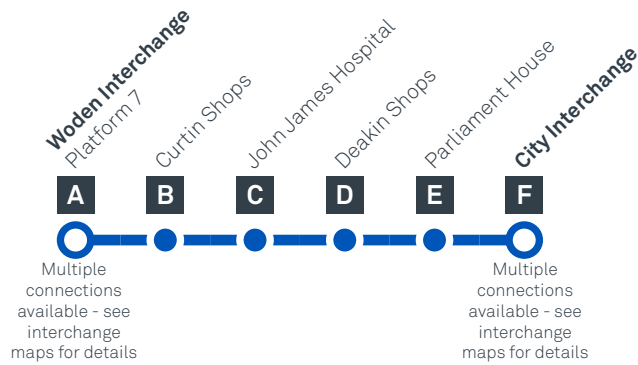 Woden Interchange
Platform 7
Curtin Shops
John James Hospital
Deakin Shops
Parliament House
City Interchange
A
B
C
D
E
F
Multiple
connections
available - see
interchange
maps for details
Multiple
connections
available - see
interchange
maps for details